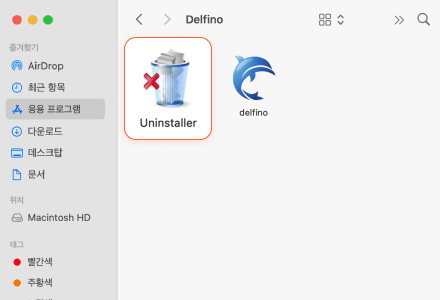 Delfino
즐겨찾기
AirDrop
최근 항목
응용 프로그램
다운로드
데스크탑
문서
위치
Macintosh HD
태그
빨간색
주황색
Uninstaller
delfino